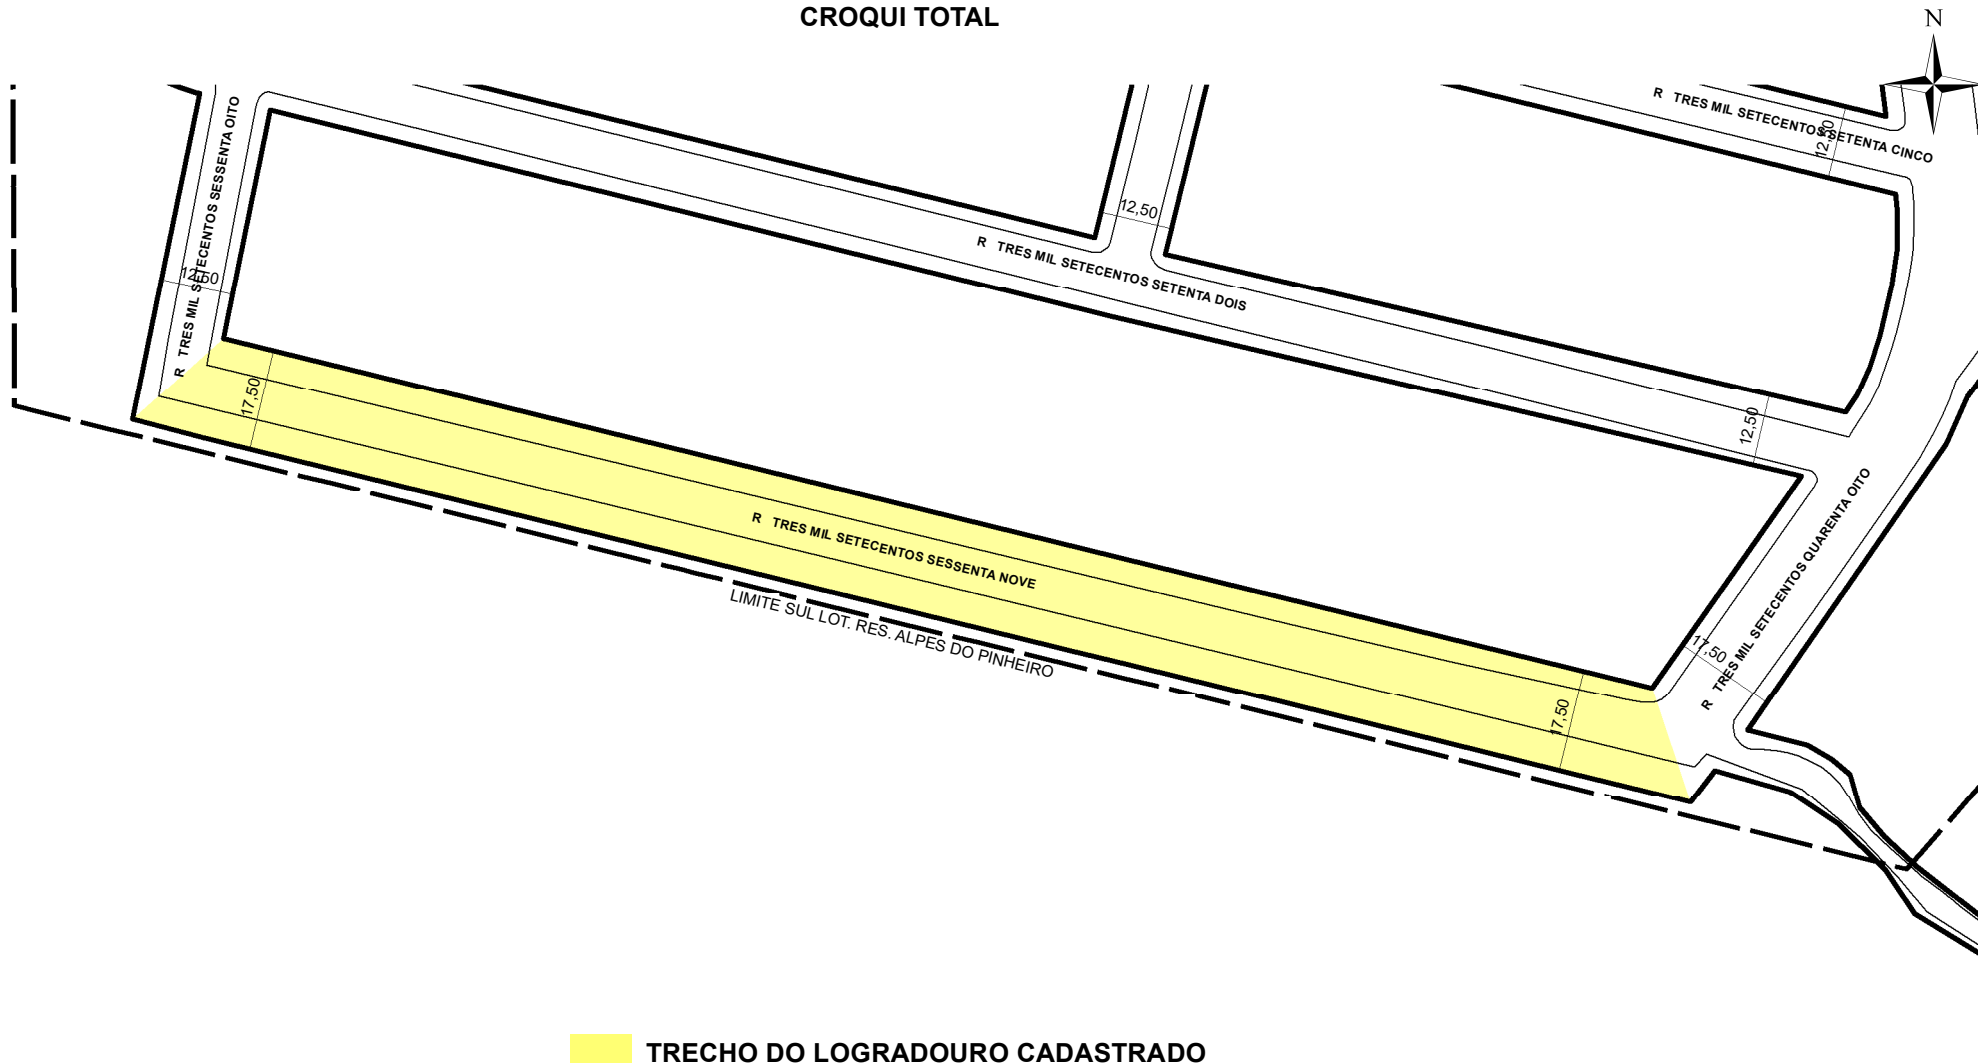 CROQUI TOTAL
N
R TRES MIL SETECENTOS SETENTA CINCO
12,50
R TRES MIL SETECENTOS SESSENTA OITO
12,50
12,50
R TRES MIL SETECENTOS SETENTA DOIS
12,50
17,50
R TRES MIL SETECENTOS QUARENTA OITO
17,50
R TRES MIL SETECENTOS SESSENTA NOVE
17,50
LIMITE SUL LOT. RES. ALPES DO PINHEIRO
TRECHO DO LOGRADOURO CADASTRADO